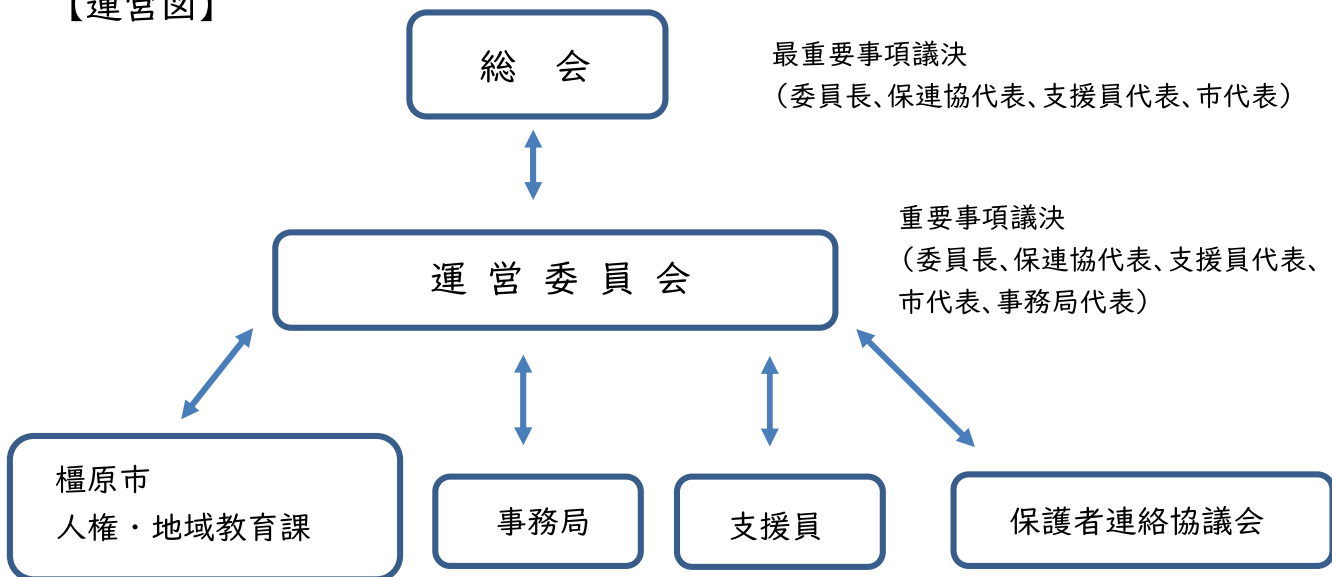 【運営図】
総　会
最重要事項議決
（委員長、保連協代表、支援員代表、市代表）
運 営 委 員 会
重要事項議決
（委員長、保連協代表、支援員代表、
市代表、事務局代表）
橿原市
人権・地域教育課
事務局
支援員
保護者連絡協議会